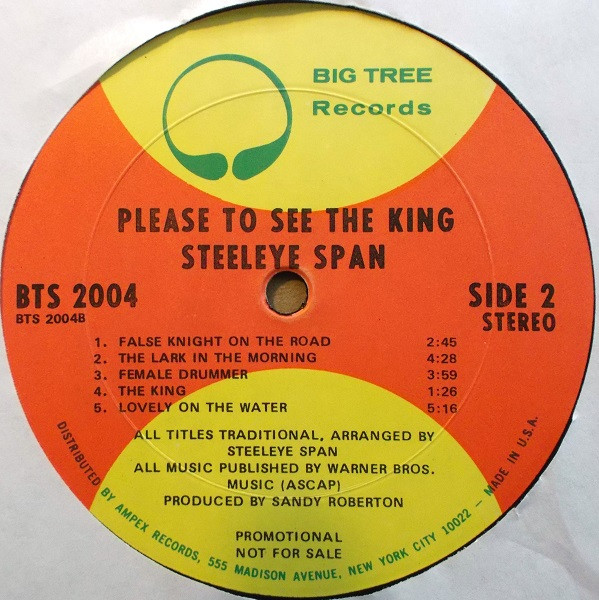 BIG TREE
Records
PLEASE TO SEE THE KING
STEELEYE SPAN
BTS 2004
BTS 2004B
SIDE 2
STEREO
1. FALSE KNIGHT ON THE ROAD 2:45
2. THE LARK IN THE MORNING 4:28
3. FEMALE DRUMMER 3:59
4. THE KING 1:26
5. LOVELY ON THE WATER 5:16
ALL TITLES TRADITIONAL, ARRANGED BY
STEELEYE SPAN
ALL MUSIC PUBLISHED BY WARNER BROS.
MUSIC (ASCAP)
PRODUCED BY SANDY ROBERTON
PROMOTIONAL
NOT FOR SALE
DISTRIBUTED BY AMPEX RECORDS, 555 MADISON AVENUE, NEW YORK CITY 10022 – MADE IN U.S.A.